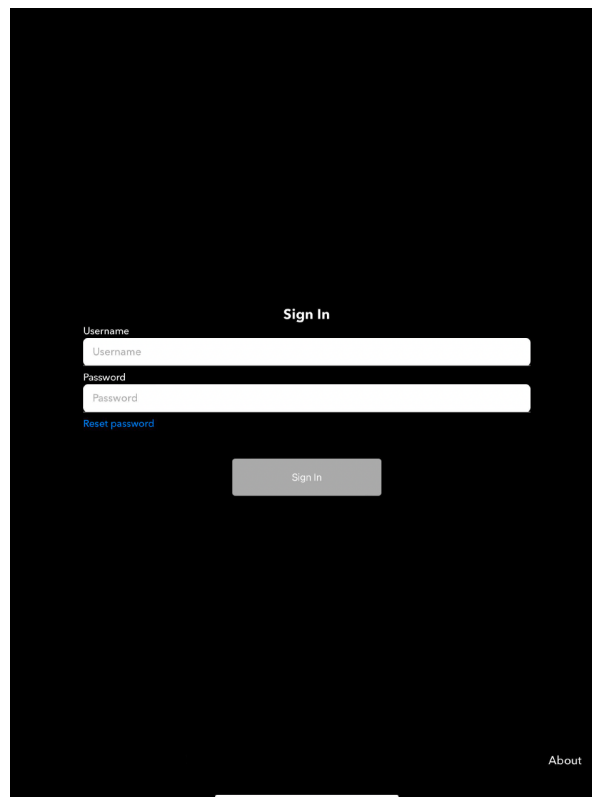 Sign In
Username
Username
Password
Password
Reset password
Sign In
About